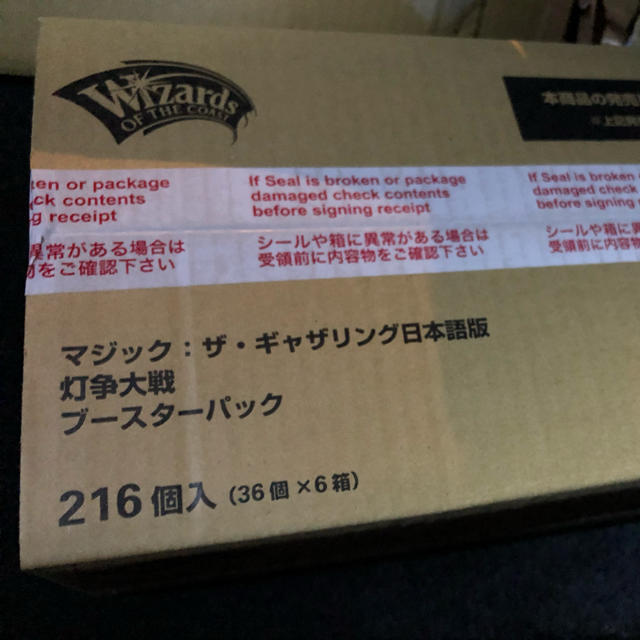 Wizards
OF THE COAST
本商品の発売
ken or package
If Seal is broken or package
If Seal is broken
ck contents
damaged check contents
damaged check
g receipt
before signing receipt
before signing
異常がある場合は
シールや箱に異常がある場合は
シールや箱に異
をご確認下さい
受領前に内容物をご確認下さい
受領前に内容
マジック:ザ・ギャザリング日本語版
灯争大戦
ブースターパック
216個入(36個×6箱)